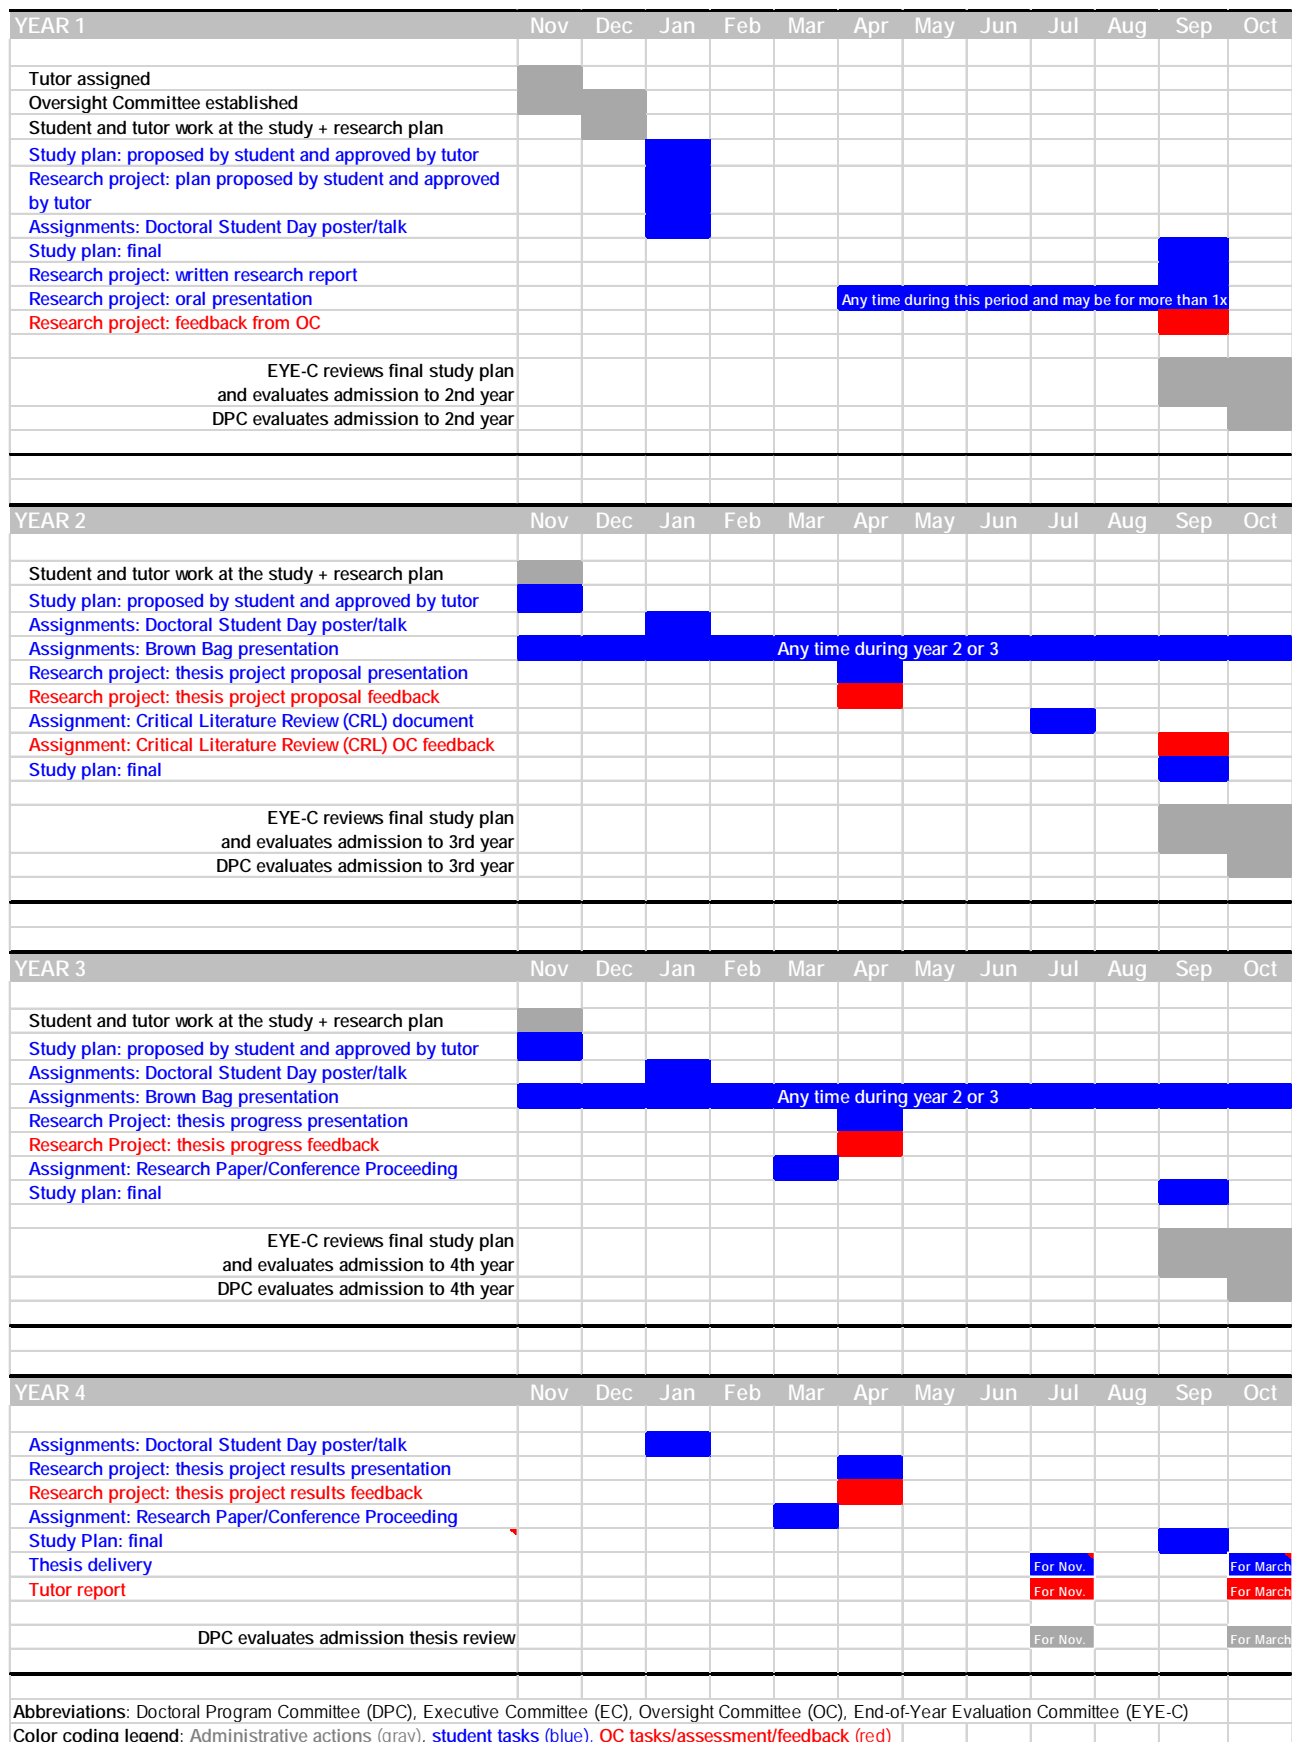 YEAR 1 Nov Dec Jan Feb Mar Apr May Jun Jul Aug Sep Oct
Tutor assigned
Oversight Committee established
Student and tutor work at the study + research plan
Study plan: proposed by student and approved by tutor
Research project: plan proposed by student and approved
by tutor
Assignments: Doctoral Student Day poster/talk
Study plan: final
Research project: written research report
Research project: oral presentation Any time during this period and may be for more than 1x
Research project: feedback from OC
EYE-C reviews final study plan
and evaluates admission to 2nd year
DPC evaluates admission to 2nd year
YEAR 2 Nov Dec Jan Feb Mar Apr May Jun Jul Aug Sep Oct
Student and tutor work at the study + research plan
Study plan: proposed by student and approved by tutor
Assignments: Doctoral Student Day poster/talk
Assignments: Brown Bag presentation Any time during year 2 or 3
Research project: thesis project proposal presentation
Research project: thesis project proposal feedback
Assignment: Critical Literature Review (CRL) document
Assignment: Critical Literature Review (CRL) OC feedback
Study plan: final
EYE-C reviews final study plan
and evaluates admission to 3rd year
DPC evaluates admission to 3rd year
YEAR 3 Nov Dec Jan Feb Mar Apr May Jun Jul Aug Sep Oct
Student and tutor work at the study + research plan
Study plan: proposed by student and approved by tutor
Assignments: Doctoral Student Day poster/talk
Assignments: Brown Bag presentation Any time during year 2 or 3
Research Project: thesis progress presentation
Research Project: thesis progress feedback
Assignment: Research Paper/Conference Proceeding
Study plan: final
EYE-C reviews final study plan
and evaluates admission to 4th year
DPC evaluates admission to 4th year
YEAR 4 Nov Dec Jan Feb Mar Apr May Jun Jul Aug Sep Oct
Assignments: Doctoral Student Day poster/talk
Research project: thesis project results presentation
Research project: thesis project results feedback
Assignment: Research Paper/Conference Proceeding
Study Plan: final
Thesis delivery For Nov. For March
Tutor report For Nov. For March
DPC evaluates admission thesis review For Nov. For March
Abbreviations: Doctoral Program Committee (DPC), Executive Committee (EC), Oversight Committee (OC), End-of-Year Evaluation Committee (EYE-C)
Color coding legend: Administrative actions (gray), student tasks (blue), OC tasks/assessment/feedback (red)